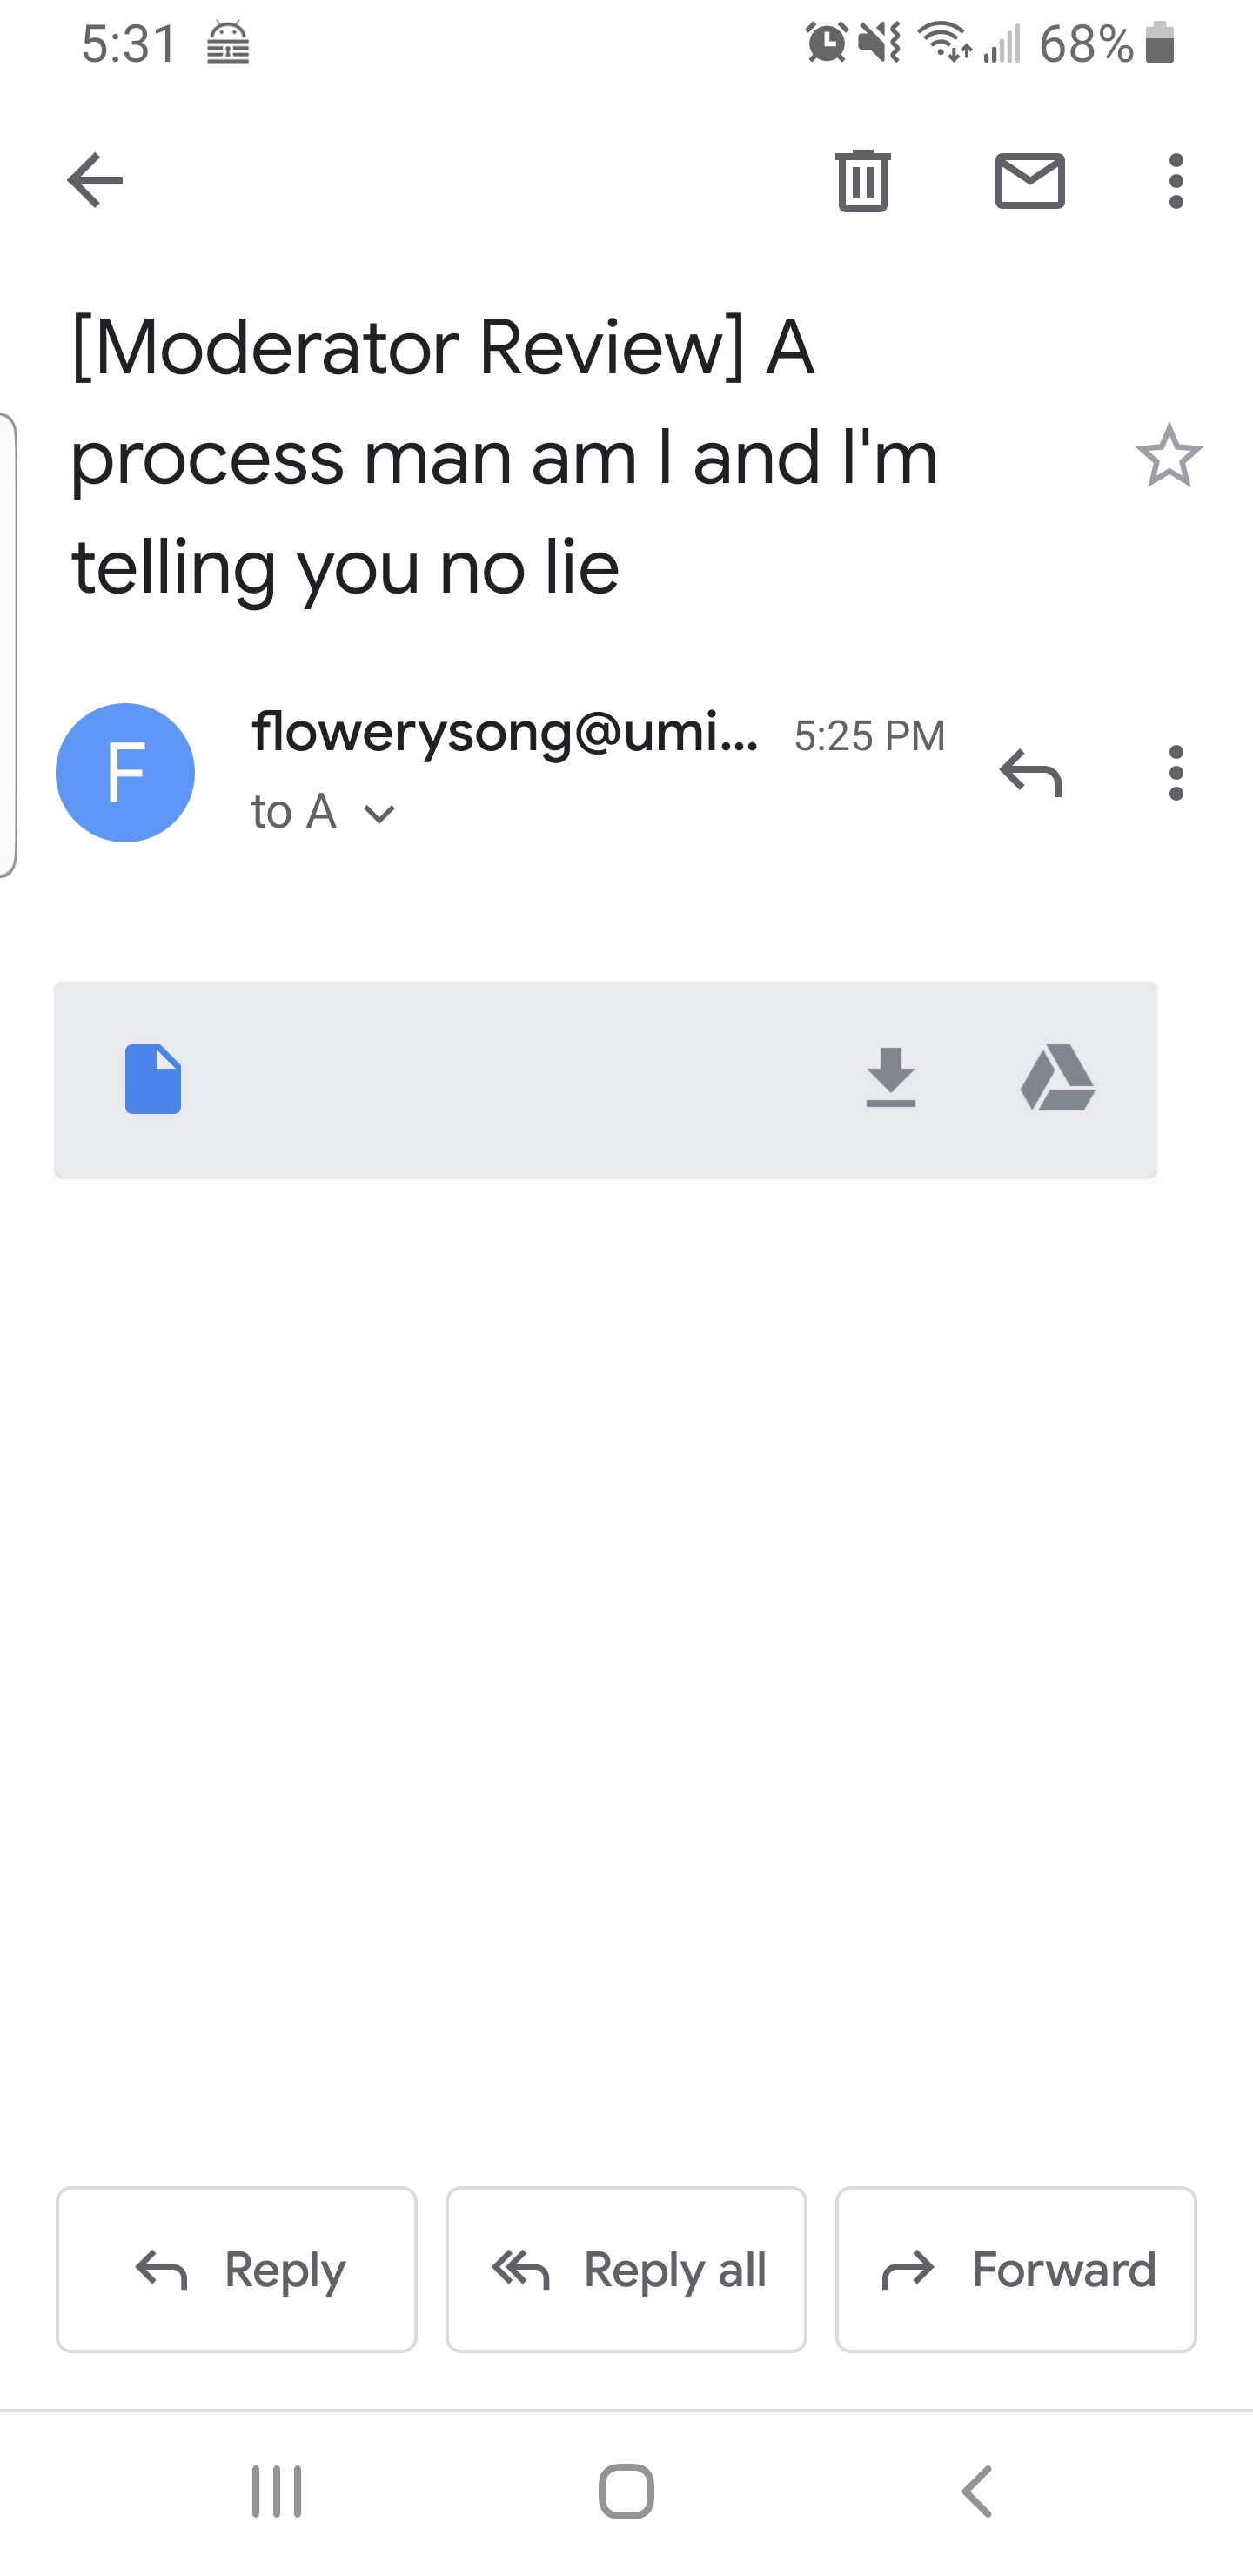 5:31 68%
[Moderator Review] A
process man am I and I'm
telling you no lie
F
flowerysong@umi... 5:25 PM
to A
Reply Reply all Forward